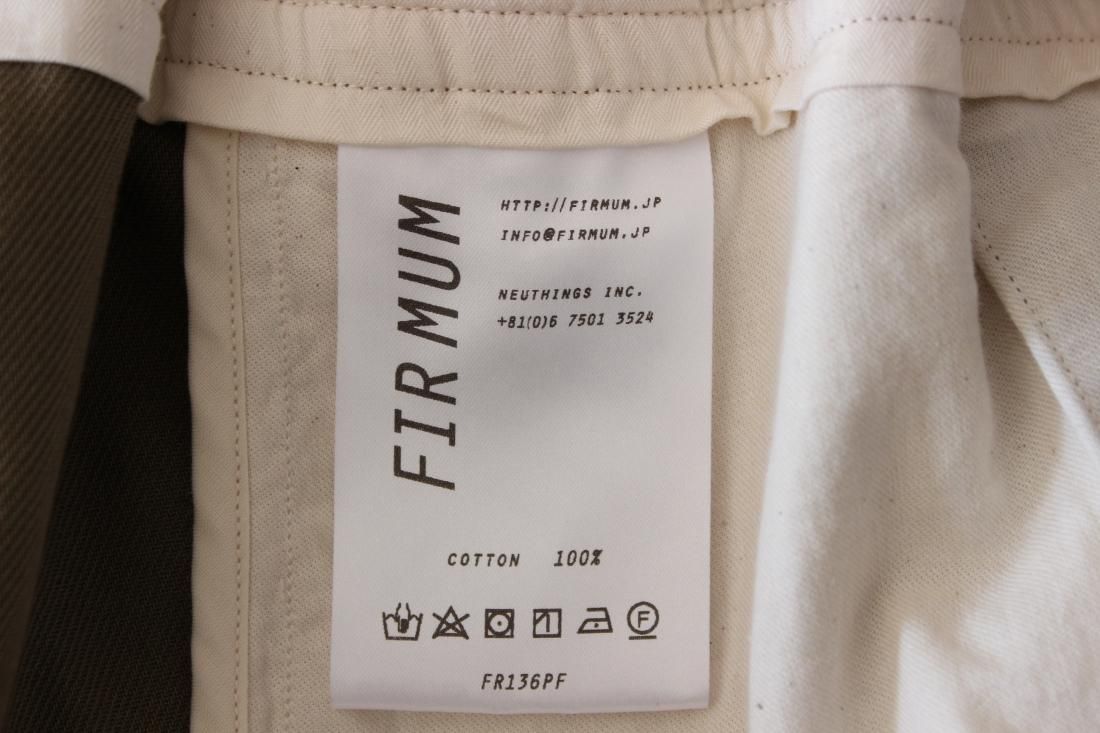 FIRMUM
HTTP://FIRMUM.JP
INFO@FIRMUM.JP
NEUTHINGS INC.
+81(0)6 7501 3524
COTTON 100%
F
FR136PF